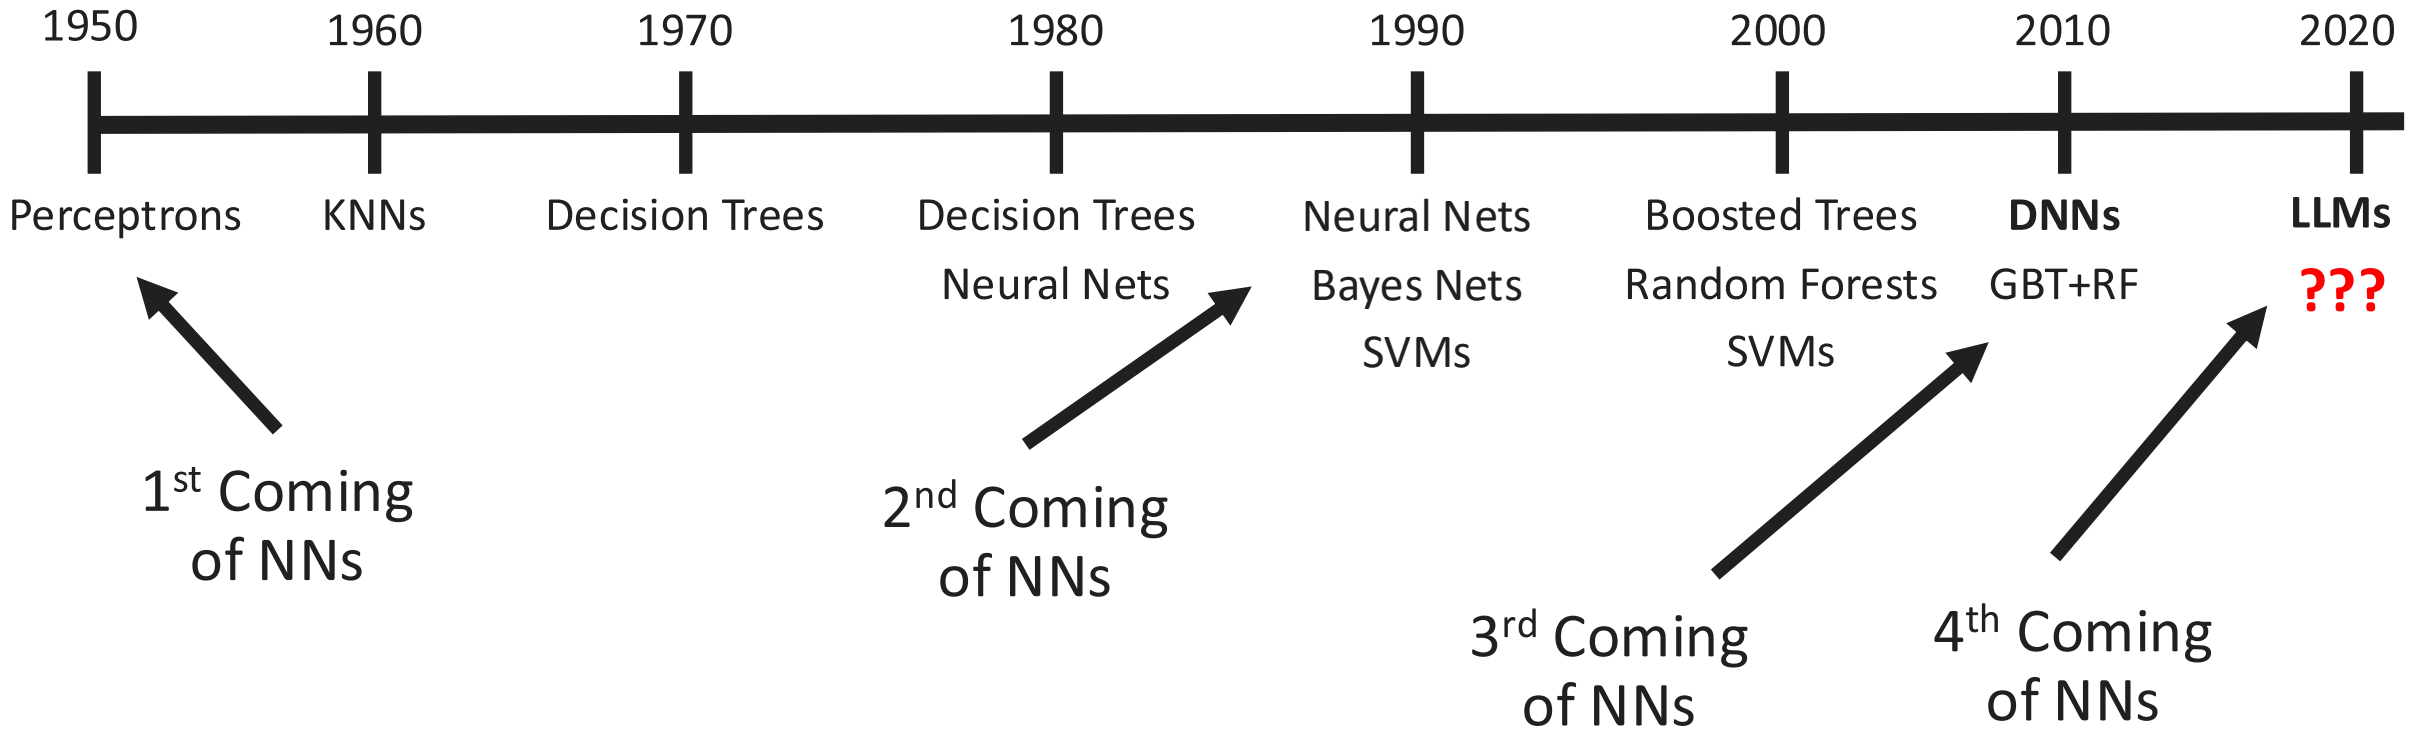 1950 1960 1970 1980 1990 2000 2010 2020
Perceptrons KNNs Decision Trees Decision Trees Neural Nets Boosted Trees DNNs LLMs
Neural Nets Bayes Nets Random Forests GBT+RF ???
SVMs SVMs
1st Coming
of NNs
2nd Coming
of NNs
3rd Coming
of NNs
4th Coming
of NNs